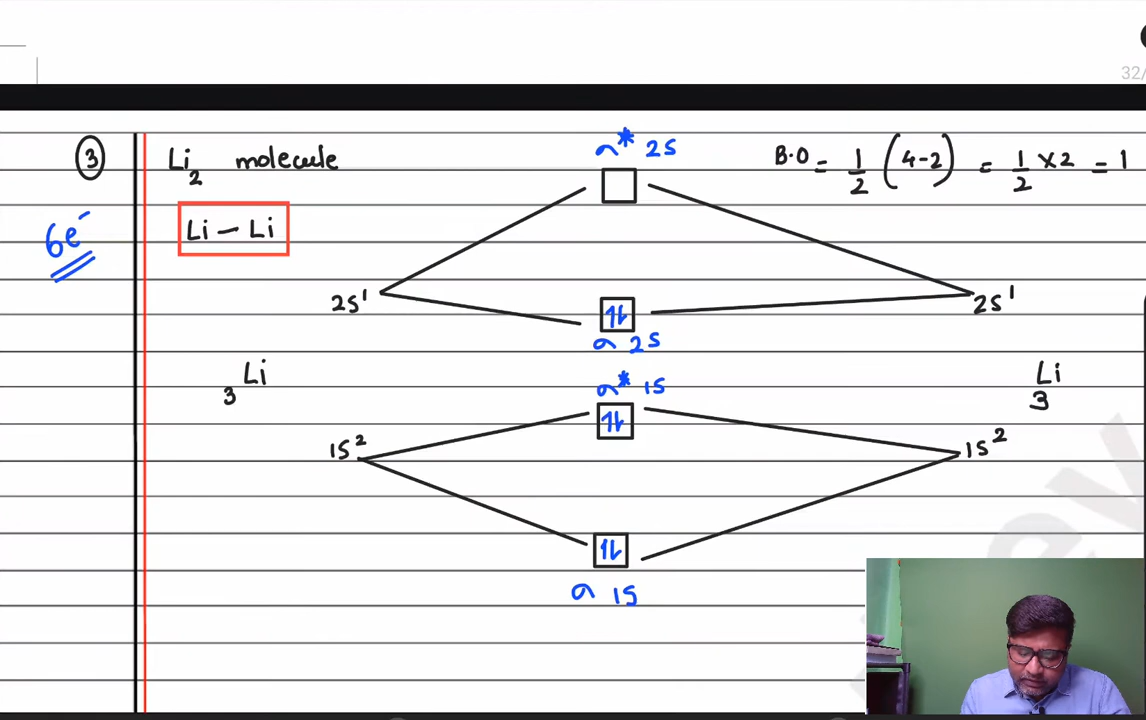 32/
③ Li₂ molecule
σ* 2s
B.O = 1/2 (4-2) = 1/2 × 2 = 1
6e⁻
Li – Li
2s¹
2s¹
σ 2s
₃Li
σ* 1s
Li
3
1s²
1s²
σ 1s